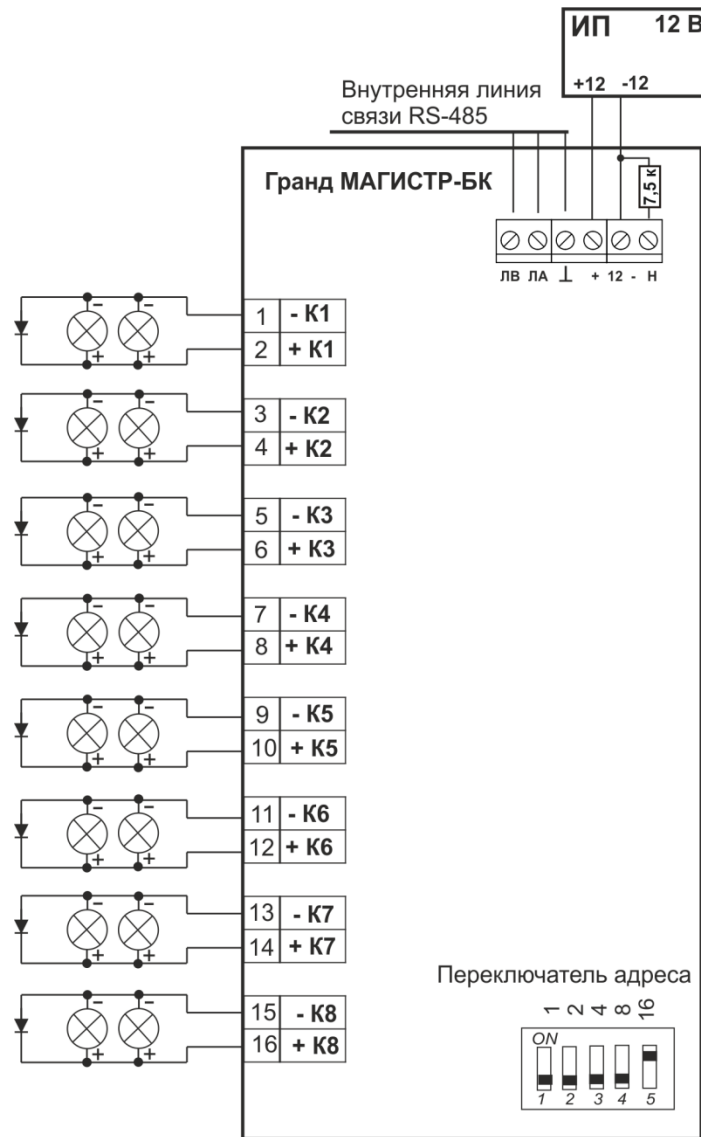 ИП 12 В
+12 -12
Внутренняя линия
связи RS-485
Гранд МАГИСТР-БК
7,5 к
ЛВ ЛА ⊥ + 12 - Н
- +
- +
1 - К1
2 + К1
- +
- +
3 - К2
4 + К2
- +
- +
5 - К3
6 + К3
- +
- +
7 - К4
8 + К4
- +
- +
9 - К5
10 + К5
- +
- +
11 - К6
12 + К6
- +
- +
13 - К7
14 + К7
- +
- +
15 - К8
16 + К8
Переключатель адреса
1 2 4 8 16
ON
1 2 3 4 5